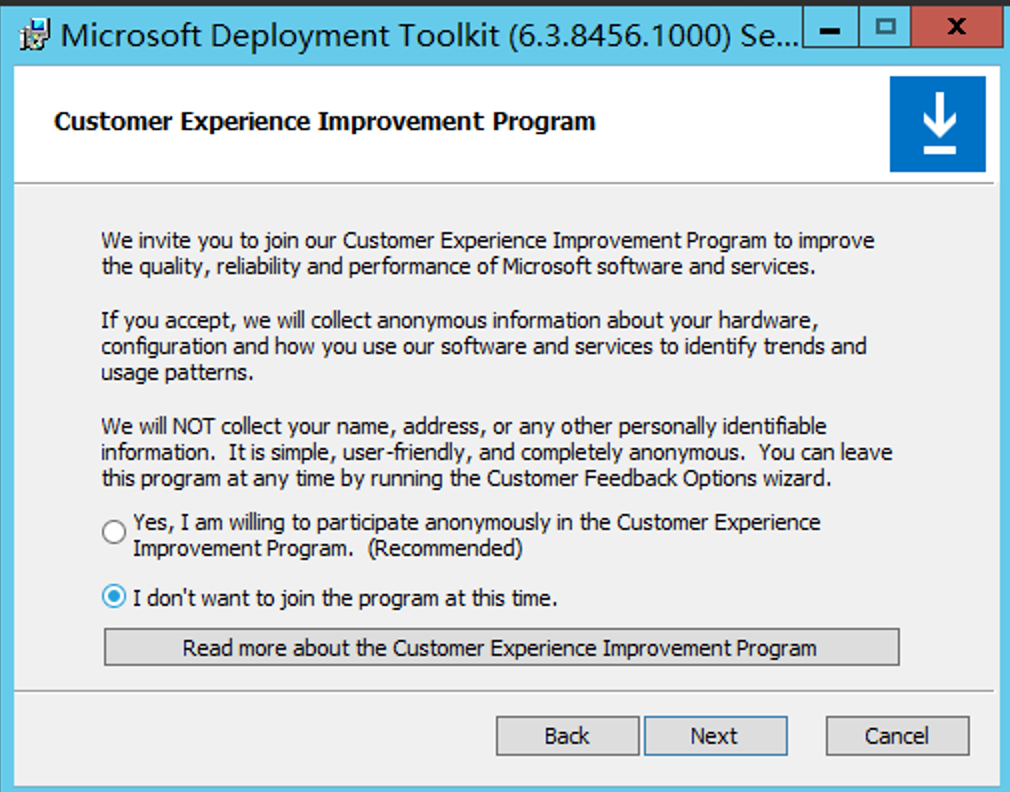 Microsoft Deployment Toolkit (6.3.8456.1000) Se...
Customer Experience Improvement Program
We invite you to join our Customer Experience Improvement Program to improve
the quality, reliability and performance of Microsoft software and services.
If you accept, we will collect anonymous information about your hardware,
configuration and how you use our software and services to identify trends and
usage patterns.
We will NOT collect your name, address, or any other personally identifiable
information.  It is simple, user-friendly, and completely anonymous.  You can leave
this program at any time by running the Customer Feedback Options wizard.
Yes, I am willing to participate anonymously in the Customer Experience
Improvement Program.  (Recommended)
I don't want to join the program at this time.
Read more about the Customer Experience Improvement Program
Back
Next
Cancel